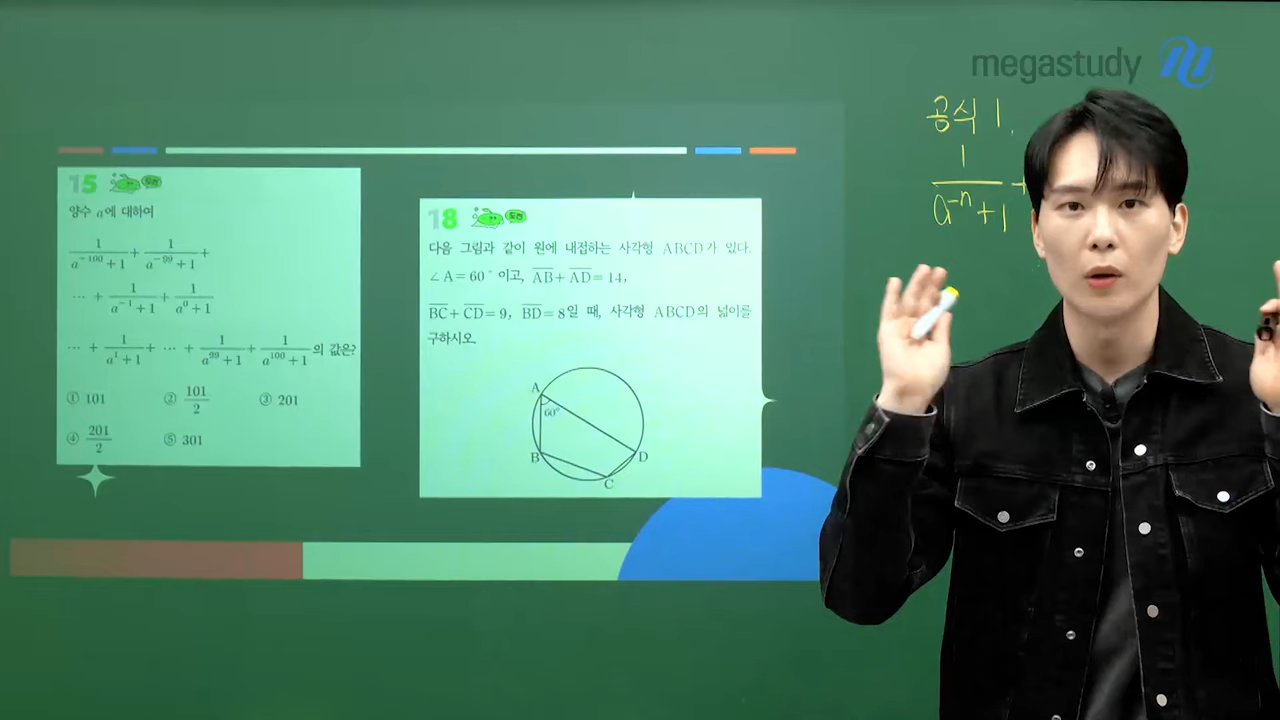 megastudy
공식 1.
1
a^-n + 1 +
15 도전
양수 a에 대하여
1/(a^-100 + 1) + 1/(a^-99 + 1) +
⋯ + 1/(a^-1 + 1) + 1/(a^0 + 1)
⋯ + 1/(a^1 + 1) + ⋯ + 1/(a^99 + 1) + 1/(a^100 + 1) 의 값은?
① 101 ② 101/2 ③ 201
④ 201/2 ⑤ 301
18 도전
다음 그림과 같이 원에 내접하는 사각형 ABCD가 있다.
∠A=60°이고, AB+AD=14,
BC+CD=9, BD=8일 때, 사각형 ABCD의 넓이를
구하시오.
A
60°
B
D
C